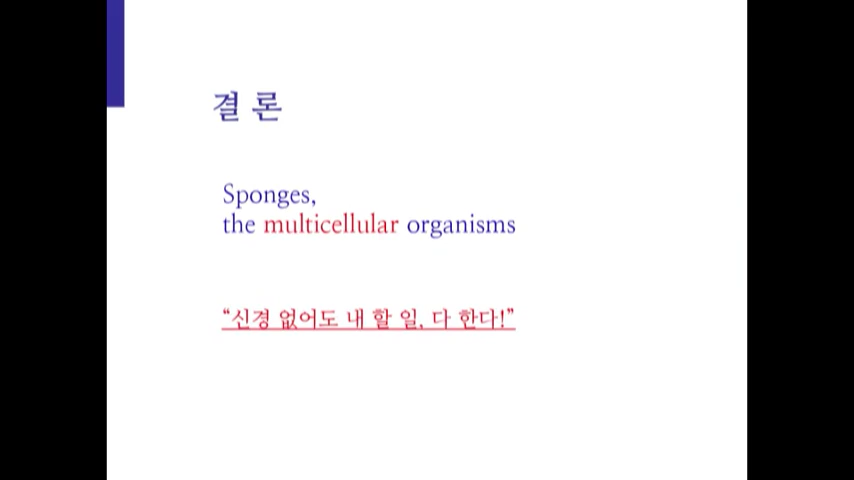 결 론
Sponges,
the multicellular organisms
“신경 없어도 내 할 일, 다 한다!”